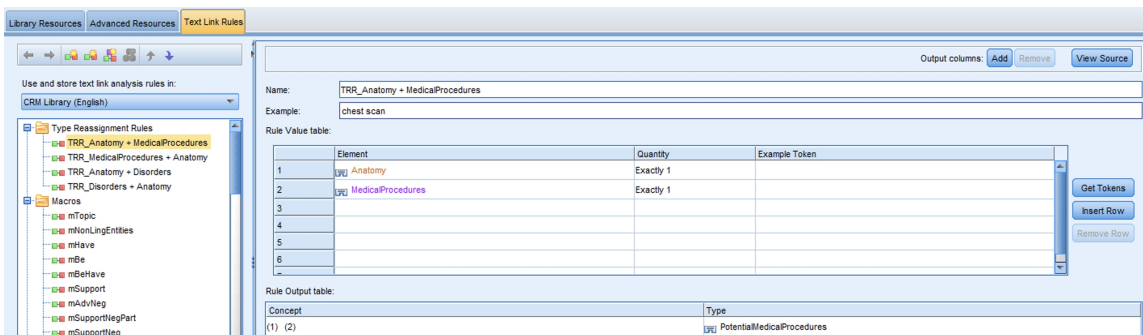 Library Resources Advanced Resources Text Link Rules
Output columns: Add Remove View Source
Use and store text link analysis rules in:
CRM Library (English)
Name: TRR_Anatomy + MedicalProcedures
Example: chest scan
Rule Value table:
Type Reassignment Rules
TRR_Anatomy + MedicalProcedures
TRR_MedicalProcedures + Anatomy
TRR_Anatomy + Disorders
TRR_Disorders + Anatomy
Macros
mTopic
mNonLingEntities
mHave
mBe
mBeHave
mSupport
mAdvNeg
mSupportNegPart
mSupportNeg
Element Quantity Example Token
1 Anatomy Exactly 1
2 MedicalProcedures Exactly 1
3
4
5
6
Get Tokens
Insert Row
Remove Row
Rule Output table:
Concept Type
(1) (2) PotentialMedicalProcedures